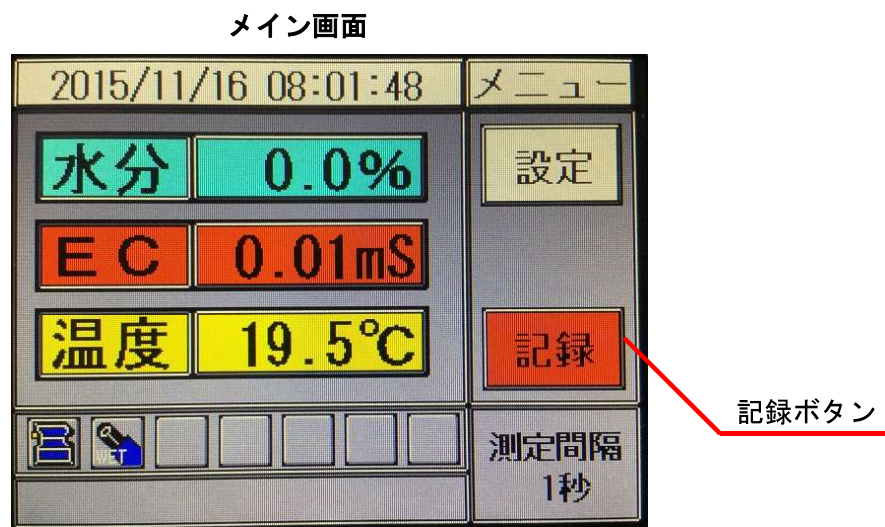 メイン画面
2015/11/16 08:01:48
メニュー
水分 0.0%
設定
EC 0.01mS
温度 19.5℃
記録
記録ボタン
WET
測定間隔
1秒